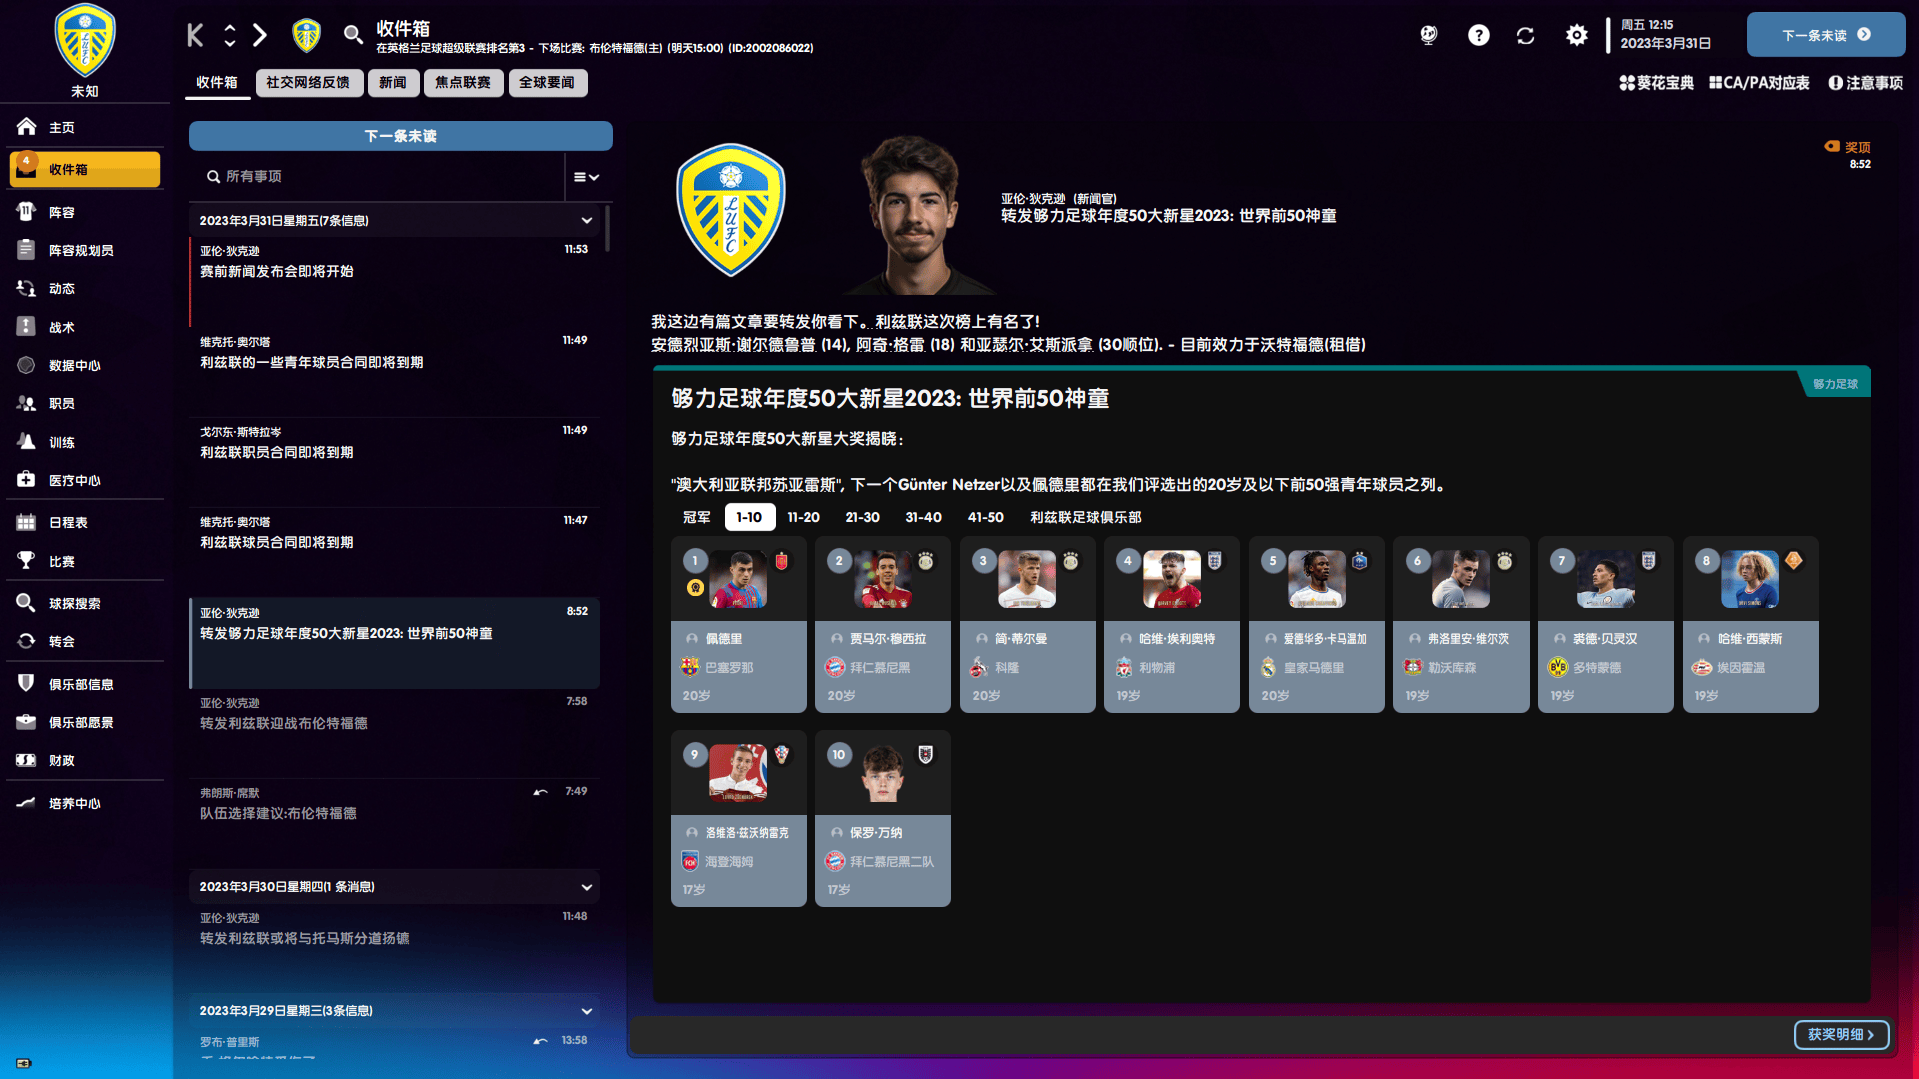 未知
收件箱
在英格兰足球超级联赛排名第3 - 下场比赛: 布伦特福德(主) (明天15:00) (ID:2002086022)
周五 12:15
2023年3月31日
下一条未读
收件箱
社交网络反馈
新闻
焦点联赛
全球要闻
葵花宝典
CA/PA对应表
注意事项
主页
4
收件箱
阵容
阵容规划员
动态
战术
数据中心
职员
训练
医疗中心
日程表
比赛
球探搜索
转会
俱乐部信息
俱乐部愿景
财政
培养中心
下一条未读
所有事项
2023年3月31日星期五(7条信息)
亚伦·狄克逊 11:53
赛前新闻发布会即将开始
维克托·奥尔塔 11:49
利兹联的一些青年球员合同即将到期
戈尔东·斯特拉岑 11:49
利兹联职员合同即将到期
维克托·奥尔塔 11:47
利兹联球员合同即将到期
亚伦·狄克逊 8:52
转发够力足球年度50大新星2023: 世界前50神童
亚伦·狄克逊 7:58
转发利兹联迎战布伦特福德
弗朗斯·席默 7:49
队伍选择建议:布伦特福德
2023年3月30日星期四(1 条消息)
亚伦·狄克逊 11:48
转发利兹联或将与托马斯分道扬镳
2023年3月29日星期三(3条信息)
罗布·普里斯 13:58
奖项
8:52
LUFC
亚伦·狄克逊 (新闻官)
转发够力足球年度50大新星2023: 世界前50神童
我这边有篇文章要转发你看下。利兹联这次榜上有名了!
安德烈亚斯·谢尔德鲁普 (14), 阿奇·格雷 (18) 和亚瑟尔·艾斯派拿 (30顺位). - 目前效力于沃特福德(租借)
够力足球
够力足球年度50大新星2023: 世界前50神童
够力足球年度50大新星大奖揭晓：
"澳大利亚联邦苏亚雷斯", 下一个Günter Netzer以及佩德里都在我们评选出的20岁及以下前50强青年球员之列。
冠军 1-10 11-20 21-30 31-40 41-50 利兹联足球俱乐部
1 2 3 4 5 6 7 8
佩德里 贾马尔·穆西拉 简·蒂尔曼 哈维·埃利奥特 爱德华多·卡马温加 弗洛里安·维尔茨 裘德·贝灵汉 哈维·西蒙斯
巴塞罗那 拜仁慕尼黑 科隆 利物浦 皇家马德里 勒沃库森 多特蒙德 埃因霍温
20岁 20岁 20岁 19岁 20岁 19岁 19岁 19岁
9 10
洛维洛·兹沃纳雷克 保罗·万纳
海登海姆 拜仁慕尼黑二队
17岁 17岁
获奖明细